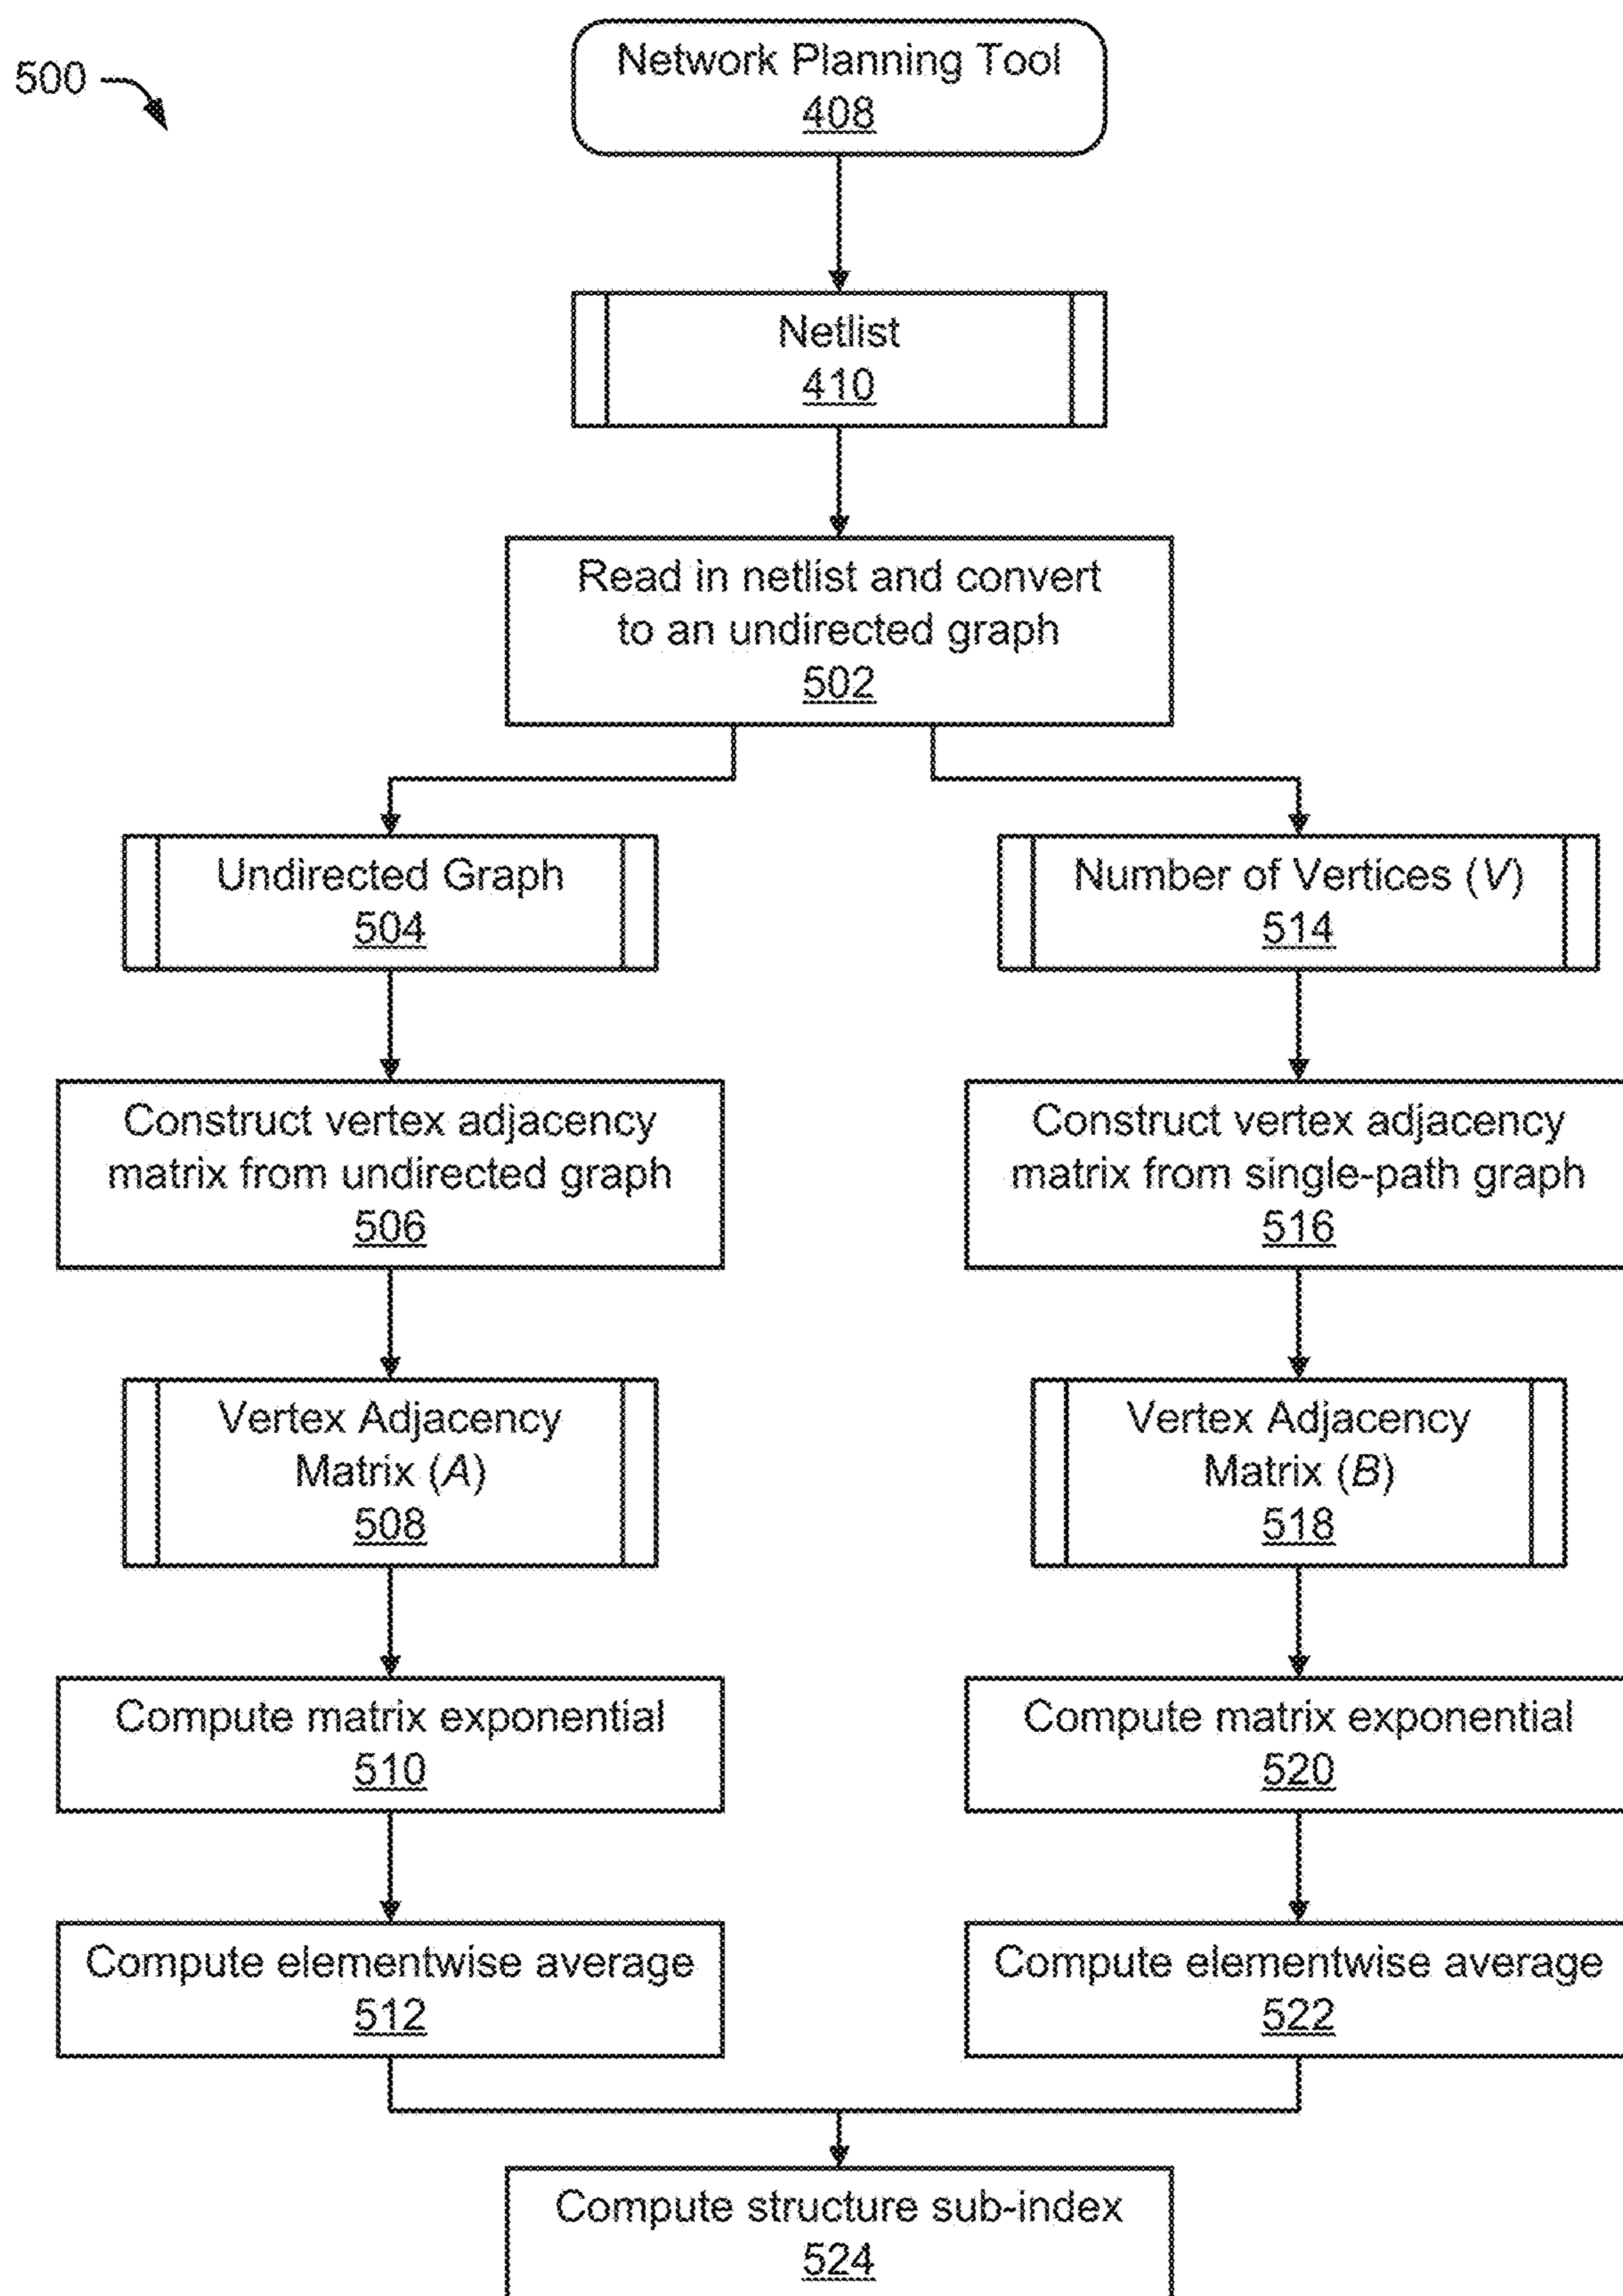 500
Network Planning Tool
408
Netlist
410
Read in netlist and convert
to an undirected graph
502
Undirected Graph
504
Number of Vertices (V)
514
Construct vertex adjacency
matrix from undirected graph
506
Construct vertex adjacency
matrix from single-path graph
516
Vertex Adjacency
Matrix (A)
508
Vertex Adjacency
Matrix (B)
518
Compute matrix exponential
510
Compute matrix exponential
520
Compute elementwise average
512
Compute elementwise average
522
Compute structure sub-index
524